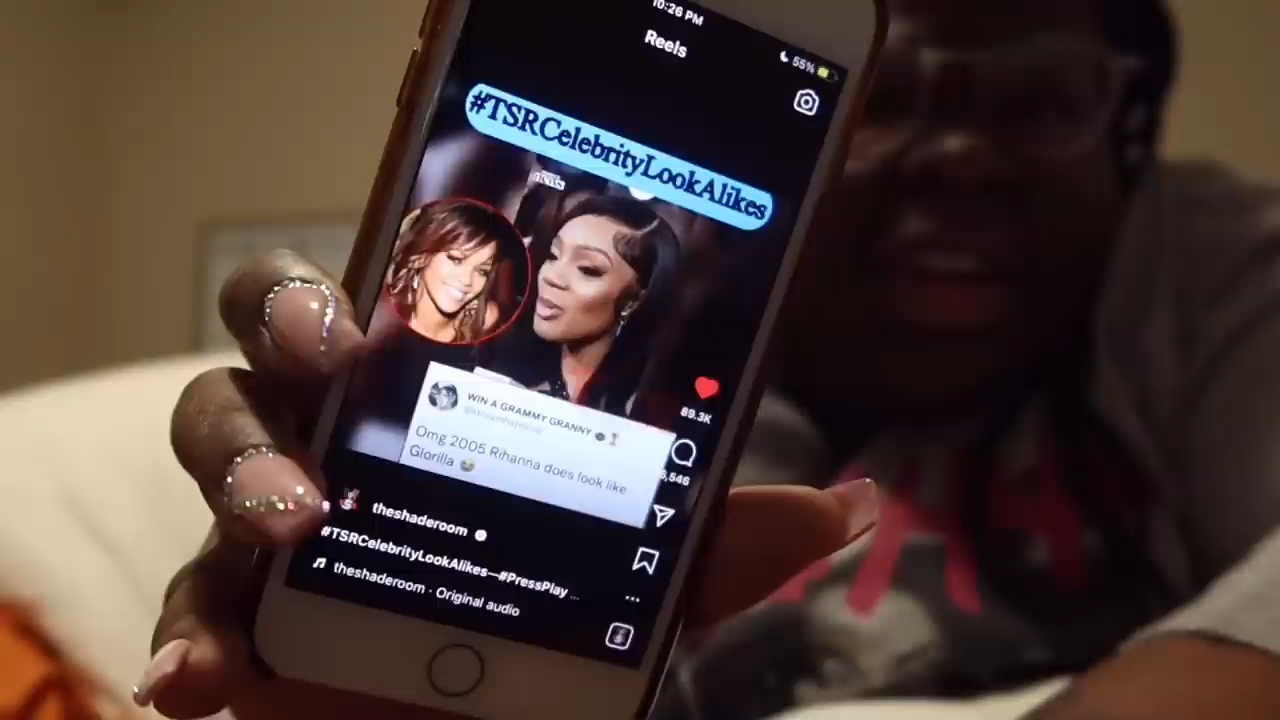 10:26 PM
Reels
55%
#TSRCelebrityLookAlikes
WIN A GRAMMY GRANNY
Omg 2005 Rihanna does look like
Glorilla 😭
89.3K
theshaderoom
#TSRCelebrityLookAlikes—#PressPlay ...
theshaderoom · Original audio